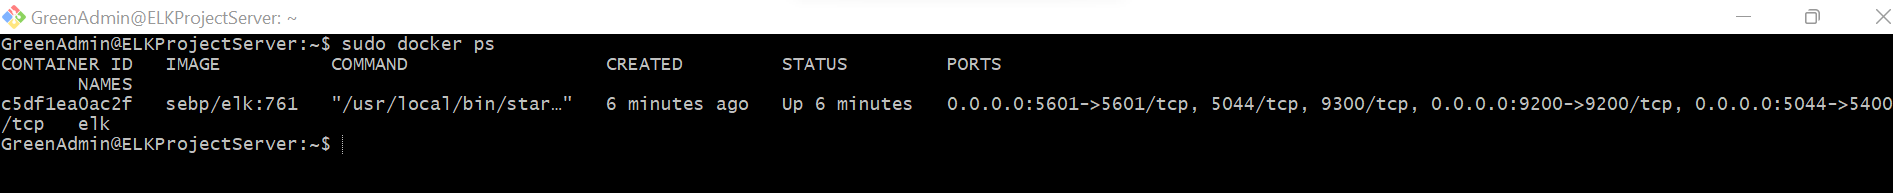 GreenAdmin@ELKProjectServer: ~
GreenAdmin@ELKProjectServer:~$ sudo docker ps
CONTAINER ID   IMAGE          COMMAND                  CREATED         STATUS         PORTS
       NAMES
c5df1ea0ac2f   sebp/elk:761   "/usr/local/bin/star…"   6 minutes ago   Up 6 minutes   0.0.0.0:5601->5601/tcp, 5044/tcp, 9300/tcp, 0.0.0.0:9200->9200/tcp, 0.0.0.0:5044->5400
/tcp   elk
GreenAdmin@ELKProjectServer:~$